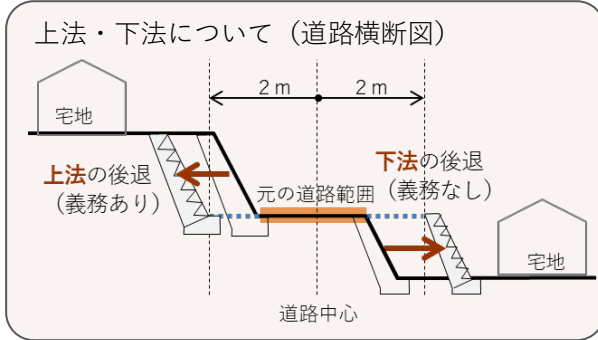 上法・下法について（道路横断図）
2ｍ
2ｍ
宅地
上法の後退
（義務あり）
下法の後退
（義務なし）
元の道路範囲
宅地
道路中心